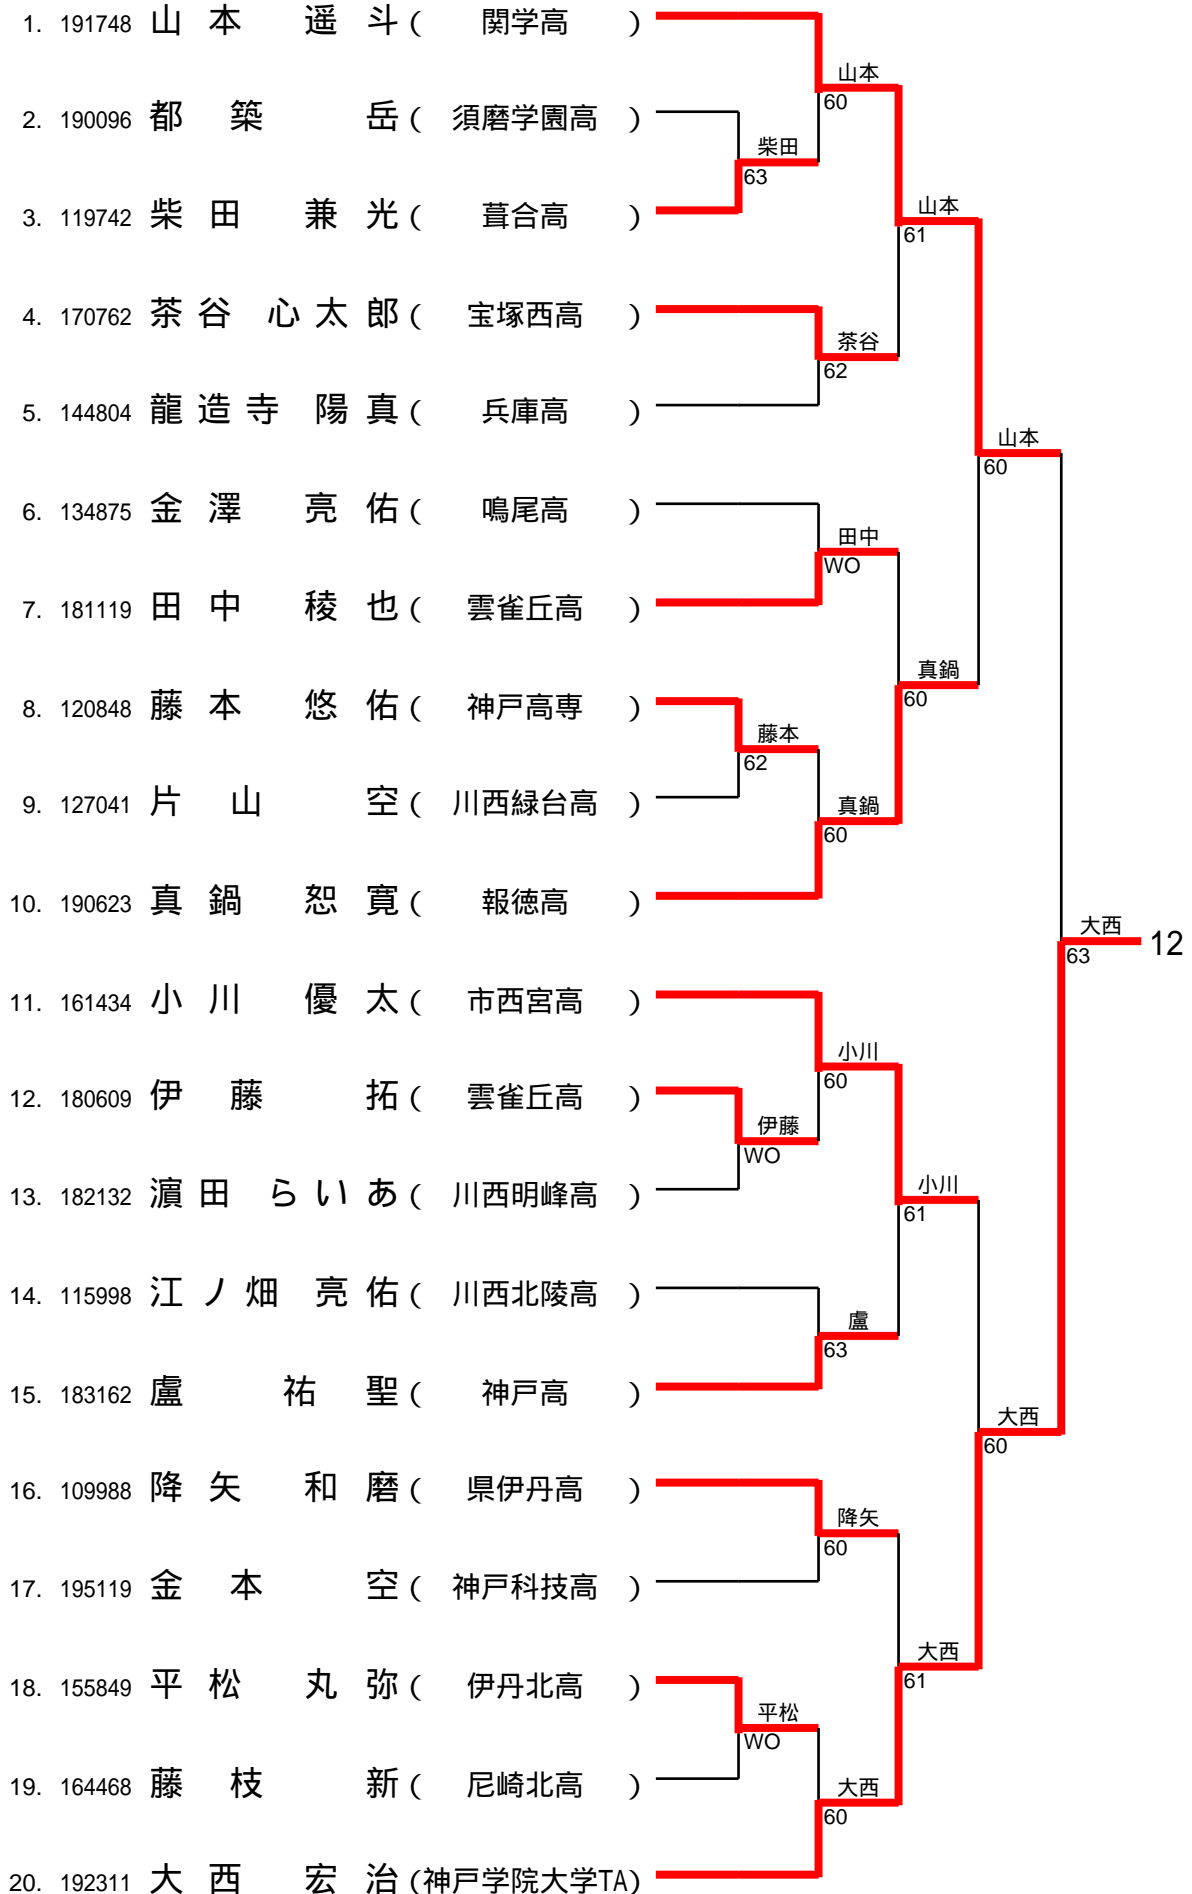 1. 191748 山本 遥斗 ( 関学高 )
山本
60
2. 190096 都築 岳 ( 須磨学園高 )
柴田
63
3. 119742 柴田 兼光 ( 葺合高 )
山本
61
4. 170762 茶谷 心太郎 ( 宝塚西高 )
茶谷
62
5. 144804 龍造寺 陽真 ( 兵庫高 )
山本
60
6. 134875 金澤 亮佑 ( 鳴尾高 )
田中
WO
7. 181119 田中 稜也 ( 雲雀丘高 )
真鍋
60
8. 120848 藤本 悠佑 ( 神戸高専 )
藤本
62
9. 127041 片山 空 ( 川西緑台高 )
真鍋
60
10. 190623 真鍋 恕寛 ( 報徳高 )
大西
63
12
11. 161434 小川 優太 ( 市西宮高 )
小川
60
12. 180609 伊藤 拓 ( 雲雀丘高 )
伊藤
WO
13. 182132 濵田 らいあ ( 川西明峰高 )
小川
61
14. 115998 江ノ畑 亮佑 ( 川西北陵高 )
盧
63
15. 183162 盧 祐聖 ( 神戸高 )
大西
60
16. 109988 降矢 和磨 ( 県伊丹高 )
降矢
60
17. 195119 金本 空 ( 神戸科技高 )
大西
61
18. 155849 平松 丸弥 ( 伊丹北高 )
平松
WO
19. 164468 藤枝 新 ( 尼崎北高 )
大西
60
20. 192311 大西 宏治 (神戸学院大学TA)